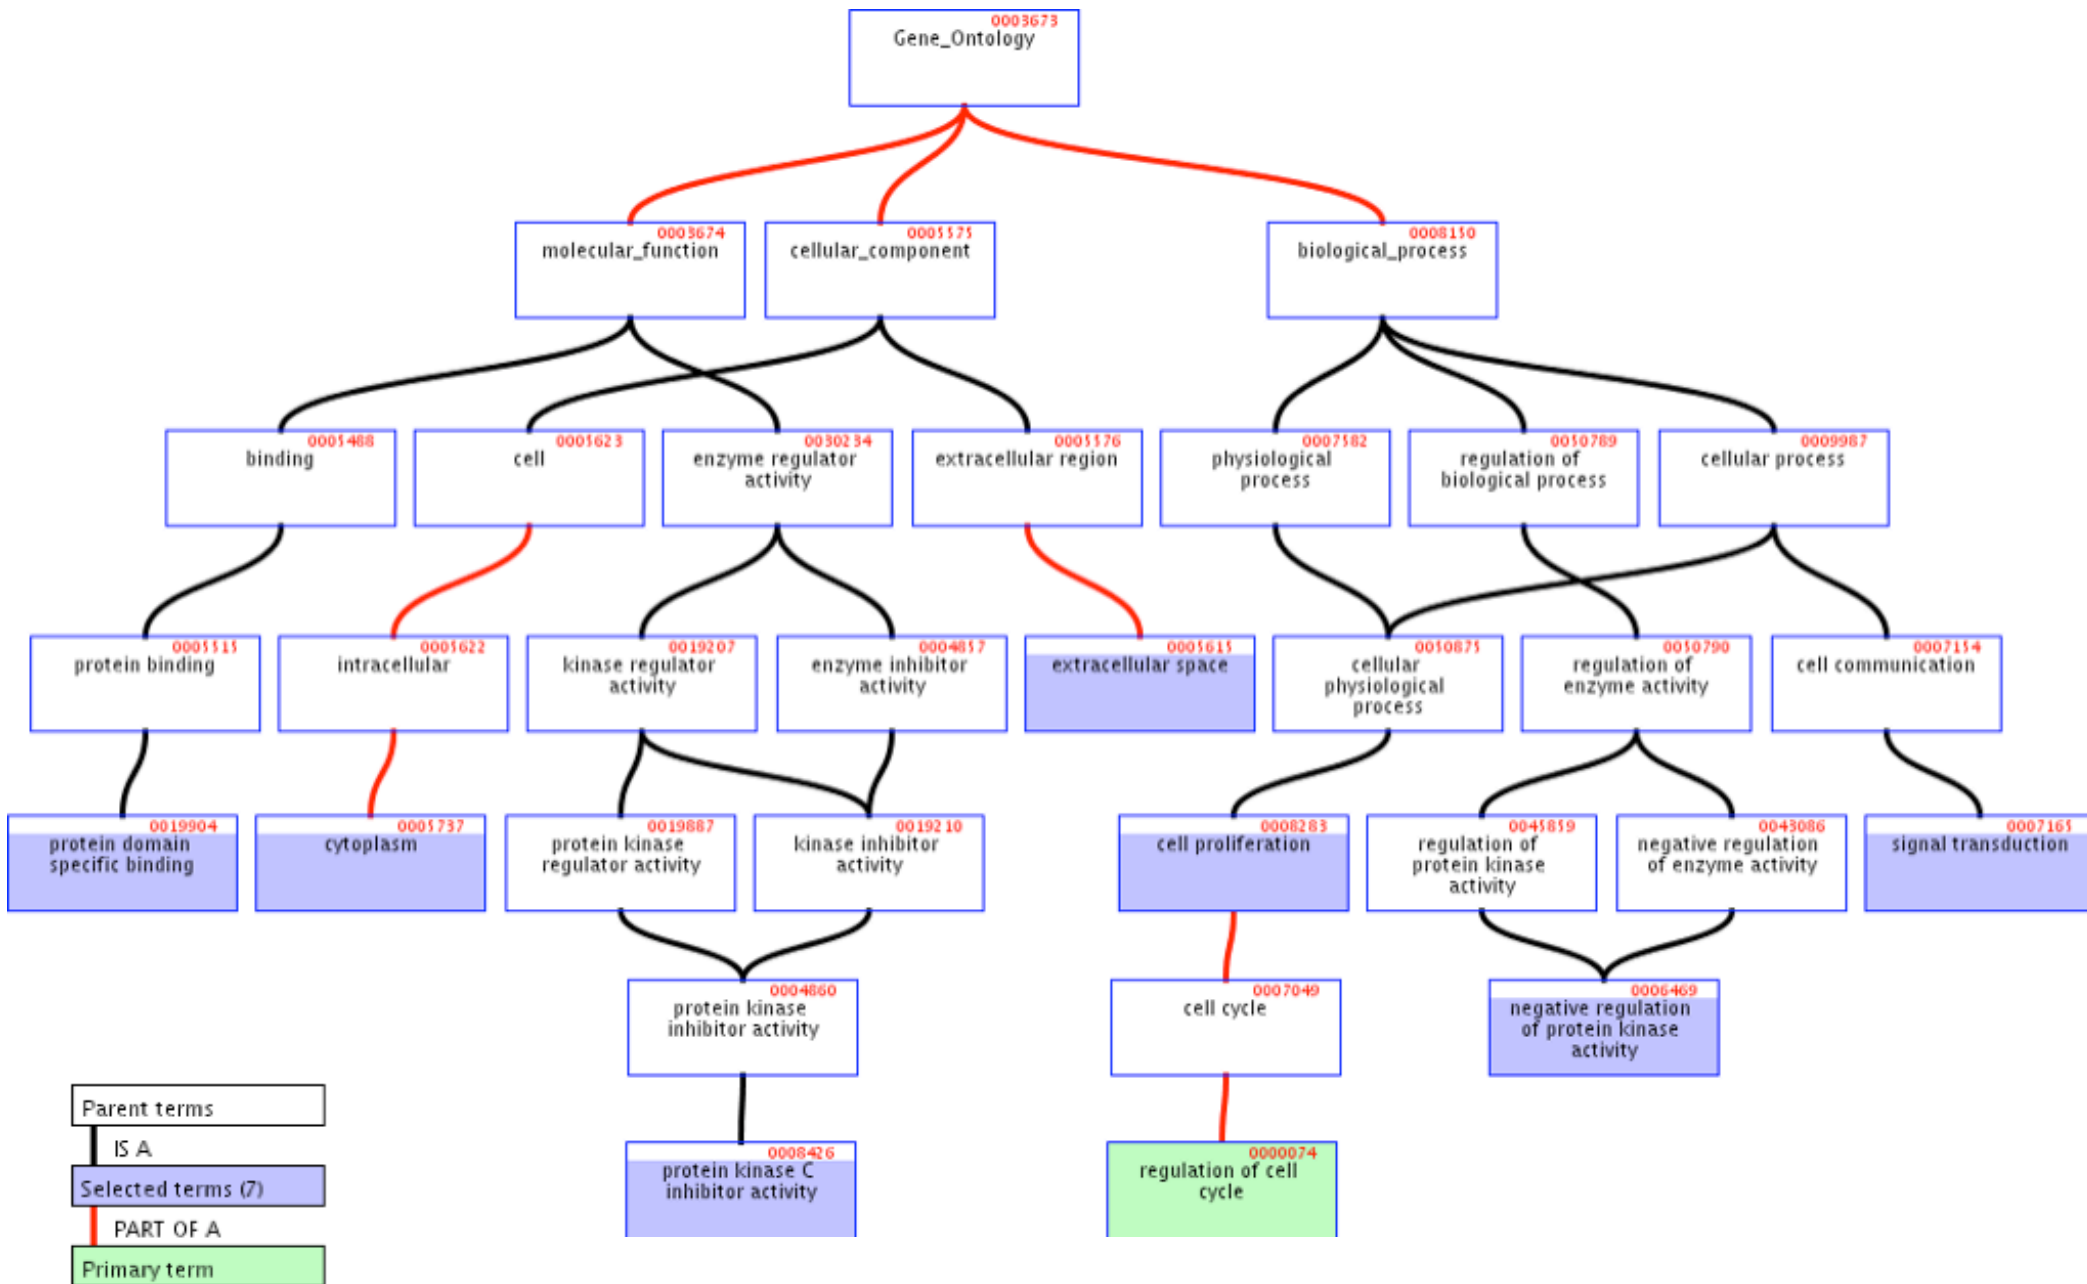 0003673
Gene_Ontology
0003674
molecular_function
0005575
cellular_component
0008150
biological_process
0005488
binding
0005623
cell
0030234
enzyme regulator
activity
0005576
extracellular region
0007582
physiological
process
0050789
regulation of
biological process
0009987
cellular process
0005515
protein binding
0005622
intracellular
0019207
kinase regulator
activity
0004857
enzyme inhibitor
activity
0005615
extracellular space
0050875
cellular
physiological
process
0050790
regulation of
enzyme activity
0007154
cell communication
0019904
protein domain
specific binding
0005737
cytoplasm
0019887
protein kinase
regulator activity
0019210
kinase inhibitor
activity
0008283
cell proliferation
0045859
regulation of
protein kinase
activity
0043086
negative regulation
of enzyme activity
0007165
signal transduction
0004860
protein kinase
inhibitor activity
0007049
cell cycle
0006469
negative regulation
of protein kinase
activity
0008426
protein kinase C
inhibitor activity
0000074
regulation of cell
cycle
Parent terms
IS A
Selected terms (7)
PART OF A
Primary term